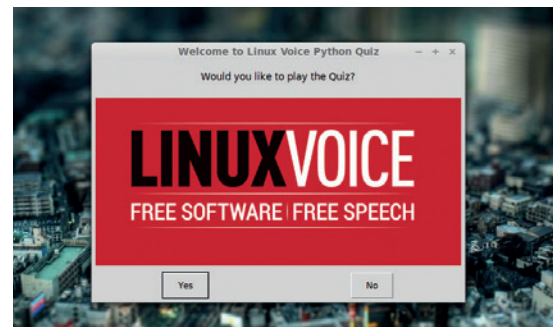 Welcome to Linux Voice Python Quiz
Would you like to play the Quiz?
LINUXVOICE
FREE SOFTWARE | FREE SPEECH
Yes
No